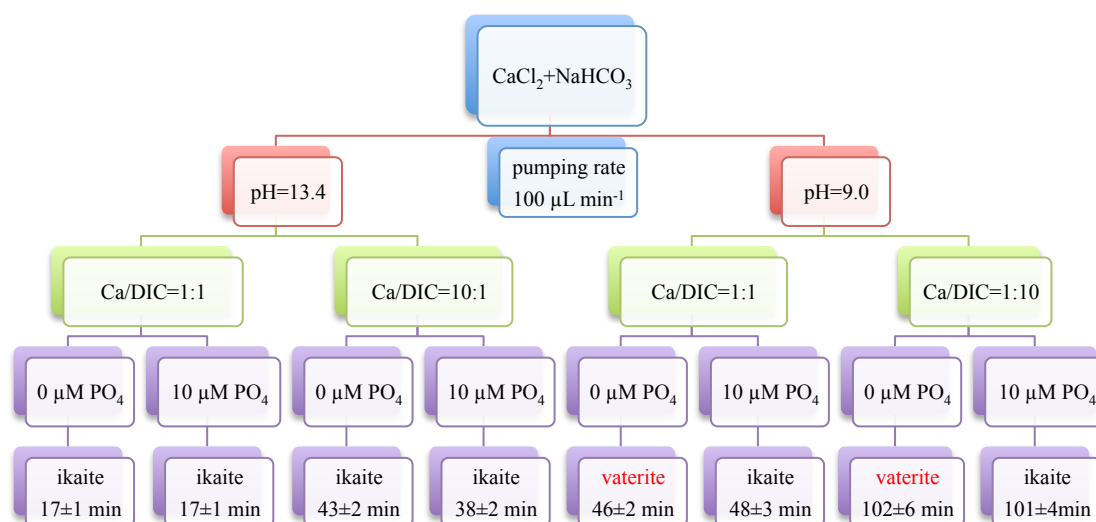 CaCl₂+NaHCO₃
pH=13.4
pumping rate
100 µL min⁻¹
pH=9.0
Ca/DIC=1:1
Ca/DIC=10:1
Ca/DIC=1:1
Ca/DIC=1:10
0 µM PO₄
10 µM PO₄
0 µM PO₄
10 µM PO₄
0 µM PO₄
10 µM PO₄
0 µM PO₄
10 µM PO₄
ikaite
17±1 min
ikaite
17±1 min
ikaite
43±2 min
ikaite
38±2 min
vaterite
46±2 min
ikaite
48±3 min
vaterite
102±6 min
ikaite
101±4min